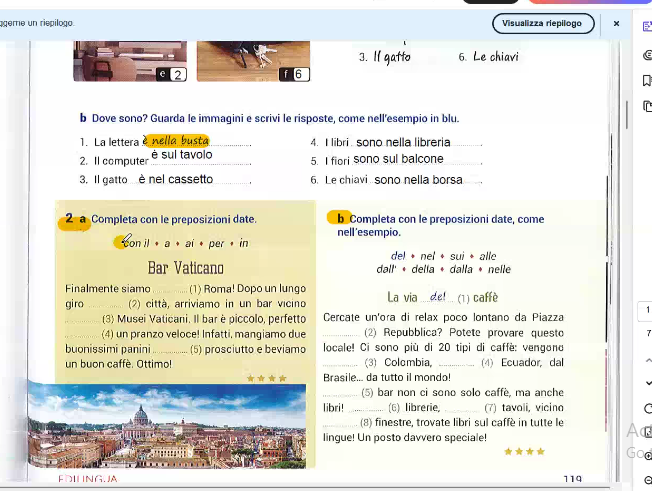 ggerne un riepilogo.
Visualizza riepilogo
×
e 2
f 6
3. Il gatto
6. Le chiavi
b Dove sono? Guarda le immagini e scrivi le risposte, come nell'esempio in blu.
1. La lettera è nella busta
2. Il computer è sul tavolo
3. Il gatto è nel cassetto
4. I libri sono nella libreria
5. I fiori sono sul balcone
6. Le chiavi sono nella borsa
2 a Completa con le preposizioni date.
con il • a • ai • per • in
Bar Vaticano
Finalmente siamo (1) Roma! Dopo un lungo
giro (2) città, arriviamo in un bar vicino
(3) Musei Vaticani. Il bar è piccolo, perfetto
(4) un pranzo veloce! Infatti, mangiamo due
buonissimi panini (5) prosciutto e beviamo
un buon caffè. Ottimo!
b Completa con le preposizioni date, come
nell'esempio.
del • nel • sui • alle
dall' • della • dalla • nelle
La via del (1) caffè
Cercate un'ora di relax poco lontano da Piazza
(2) Repubblica? Potete provare questo
locale! Ci sono più di 20 tipi di caffè: vengono
(3) Colombia, (4) Ecuador, dal
Brasile... da tutto il mondo!
(5) bar non ci sono solo caffè, ma anche
libri! (6) librerie, (7) tavoli, vicino
(8) finestre, trovate libri sul caffè in tutte le
lingue! Un posto davvero speciale!
EDILINGUA
119
1
7